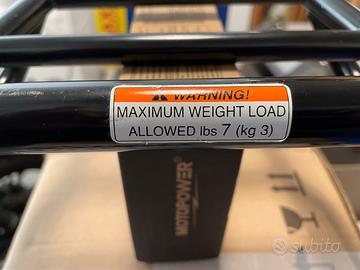 WARNING!
MAXIMUM WEIGHT LOAD
ALLOWED lbs 7 (kg 3)
MOTOPOWER®
subito